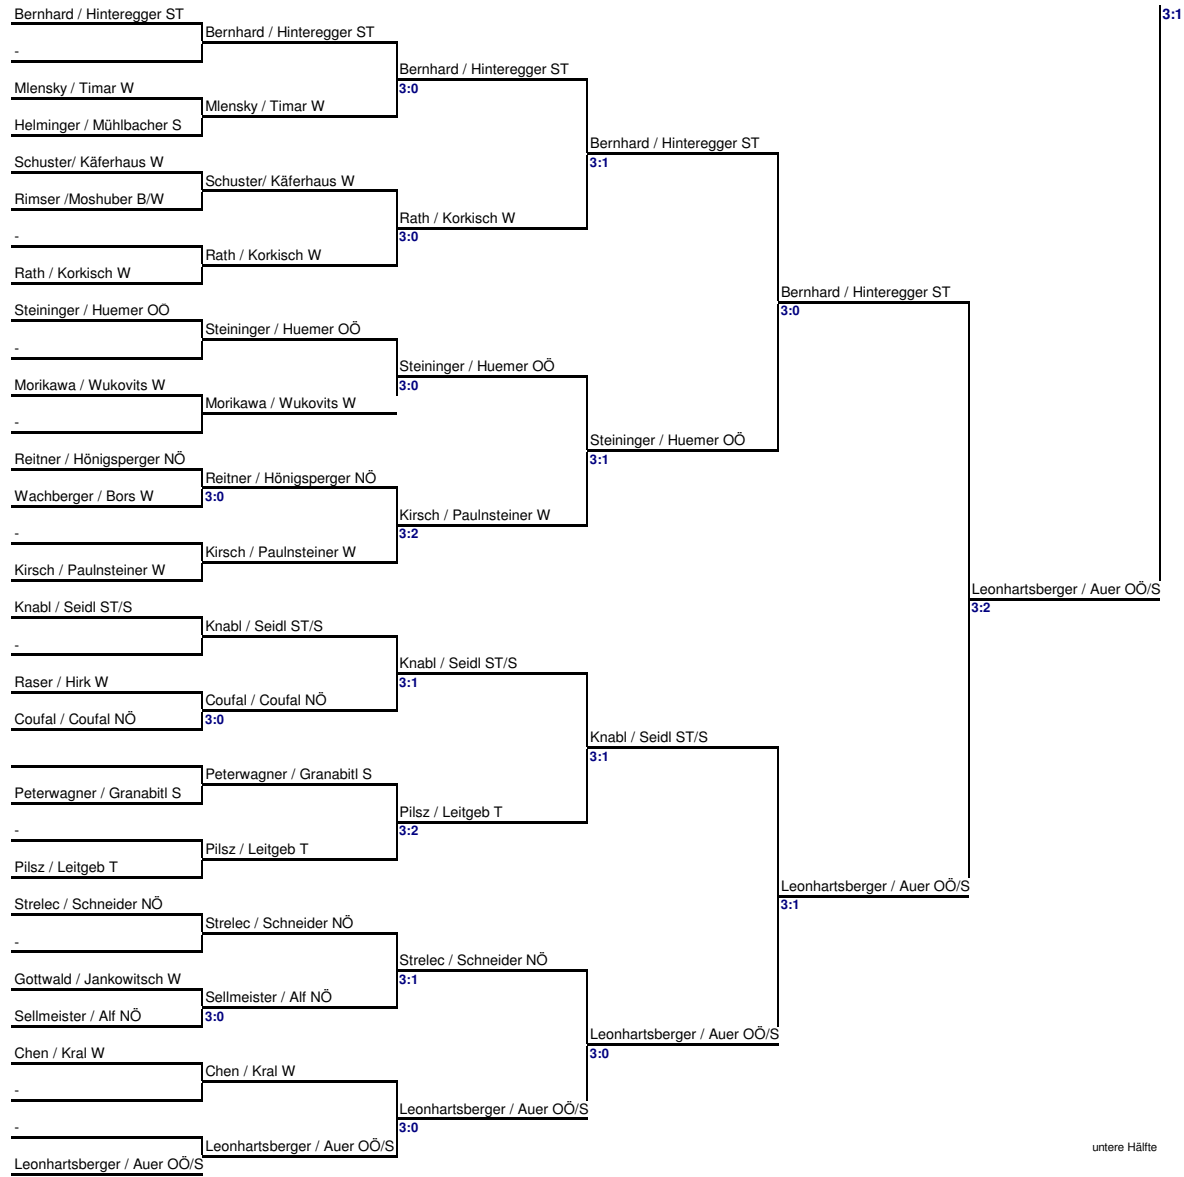 Bernhard / Hinteregger ST
-
Mlensky / Timar W
Helminger / Mühlbacher S
Schuster/ Käferhaus W
Rimser /Moshuber B/W
-
Rath / Korkisch W
Steininger / Huemer OÖ
-
Morikawa / Wukovits W
-
Reitner / Hönigsperger NÖ
Wachberger / Bors W
-
Kirsch / Paulnsteiner W
Knabl / Seidl ST/S
-
Raser / Hirk W
Coufal / Coufal NÖ
Peterwagner / Granabitl S
-
Pilsz / Leitgeb T
Strelec / Schneider NÖ
-
Gottwald / Jankowitsch W
Sellmeister / Alf NÖ
Chen / Kral W
-
-
Leonhartsberger / Auer OÖ/S
Bernhard / Hinteregger ST
Mlensky / Timar W
Schuster/ Käferhaus W
Rath / Korkisch W
Steininger / Huemer OÖ
Morikawa / Wukovits W
Reitner / Hönigsperger NÖ
3:0
Kirsch / Paulnsteiner W
Knabl / Seidl ST/S
Coufal / Coufal NÖ
3:0
Peterwagner / Granabitl S
Pilsz / Leitgeb T
Strelec / Schneider NÖ
Sellmeister / Alf NÖ
3:0
Chen / Kral W
Leonhartsberger / Auer OÖ/S
Bernhard / Hinteregger ST
3:0
Rath / Korkisch W
3:0
Steininger / Huemer OÖ
3:0
Kirsch / Paulnsteiner W
3:2
Knabl / Seidl ST/S
3:1
Pilsz / Leitgeb T
3:2
Strelec / Schneider NÖ
3:1
Leonhartsberger / Auer OÖ/S
3:0
Bernhard / Hinteregger ST
3:1
Steininger / Huemer OÖ
3:1
Knabl / Seidl ST/S
3:1
Leonhartsberger / Auer OÖ/S
3:0
Bernhard / Hinteregger ST
3:0
Leonhartsberger / Auer OÖ/S
3:1
Leonhartsberger / Auer OÖ/S
3:2
3:1
untere Hälfte